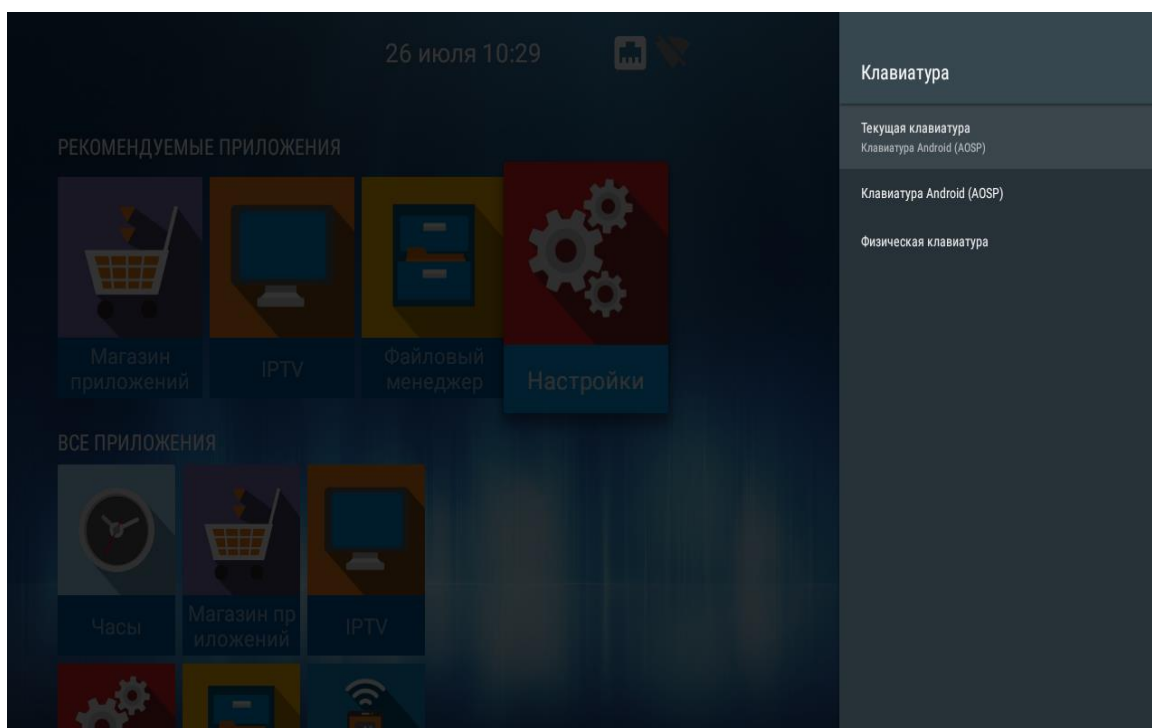 26 июля 10:29
РЕКОМЕНДУЕМЫЕ ПРИЛОЖЕНИЯ
Магазин
приложений
IPTV
Файловый
менеджер
Настройки
ВСЕ ПРИЛОЖЕНИЯ
Часы
Магазин пр
иложений
IPTV
Клавиатура
Текущая клавиатура
Клавиатура Android (AOSP)
Клавиатура Android (AOSP)
Физическая клавиатура